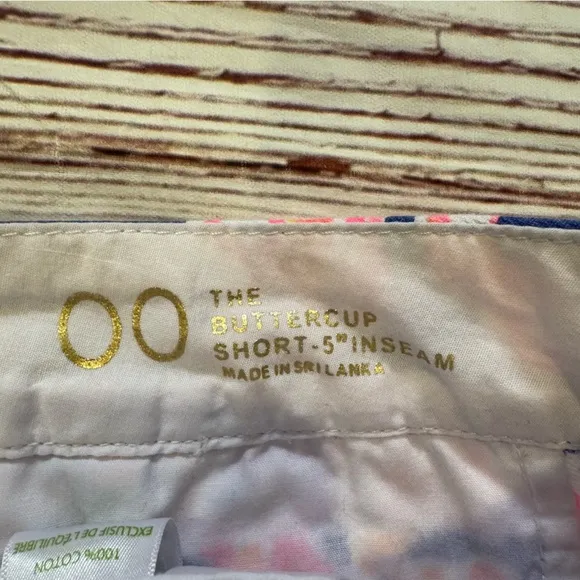 00 THE
BUTTERCUP
SHORT-5" INSEAM
MADE IN SRI LANKA
100% COTON
EXCLUSIF DE L'ÉQUILIBRE